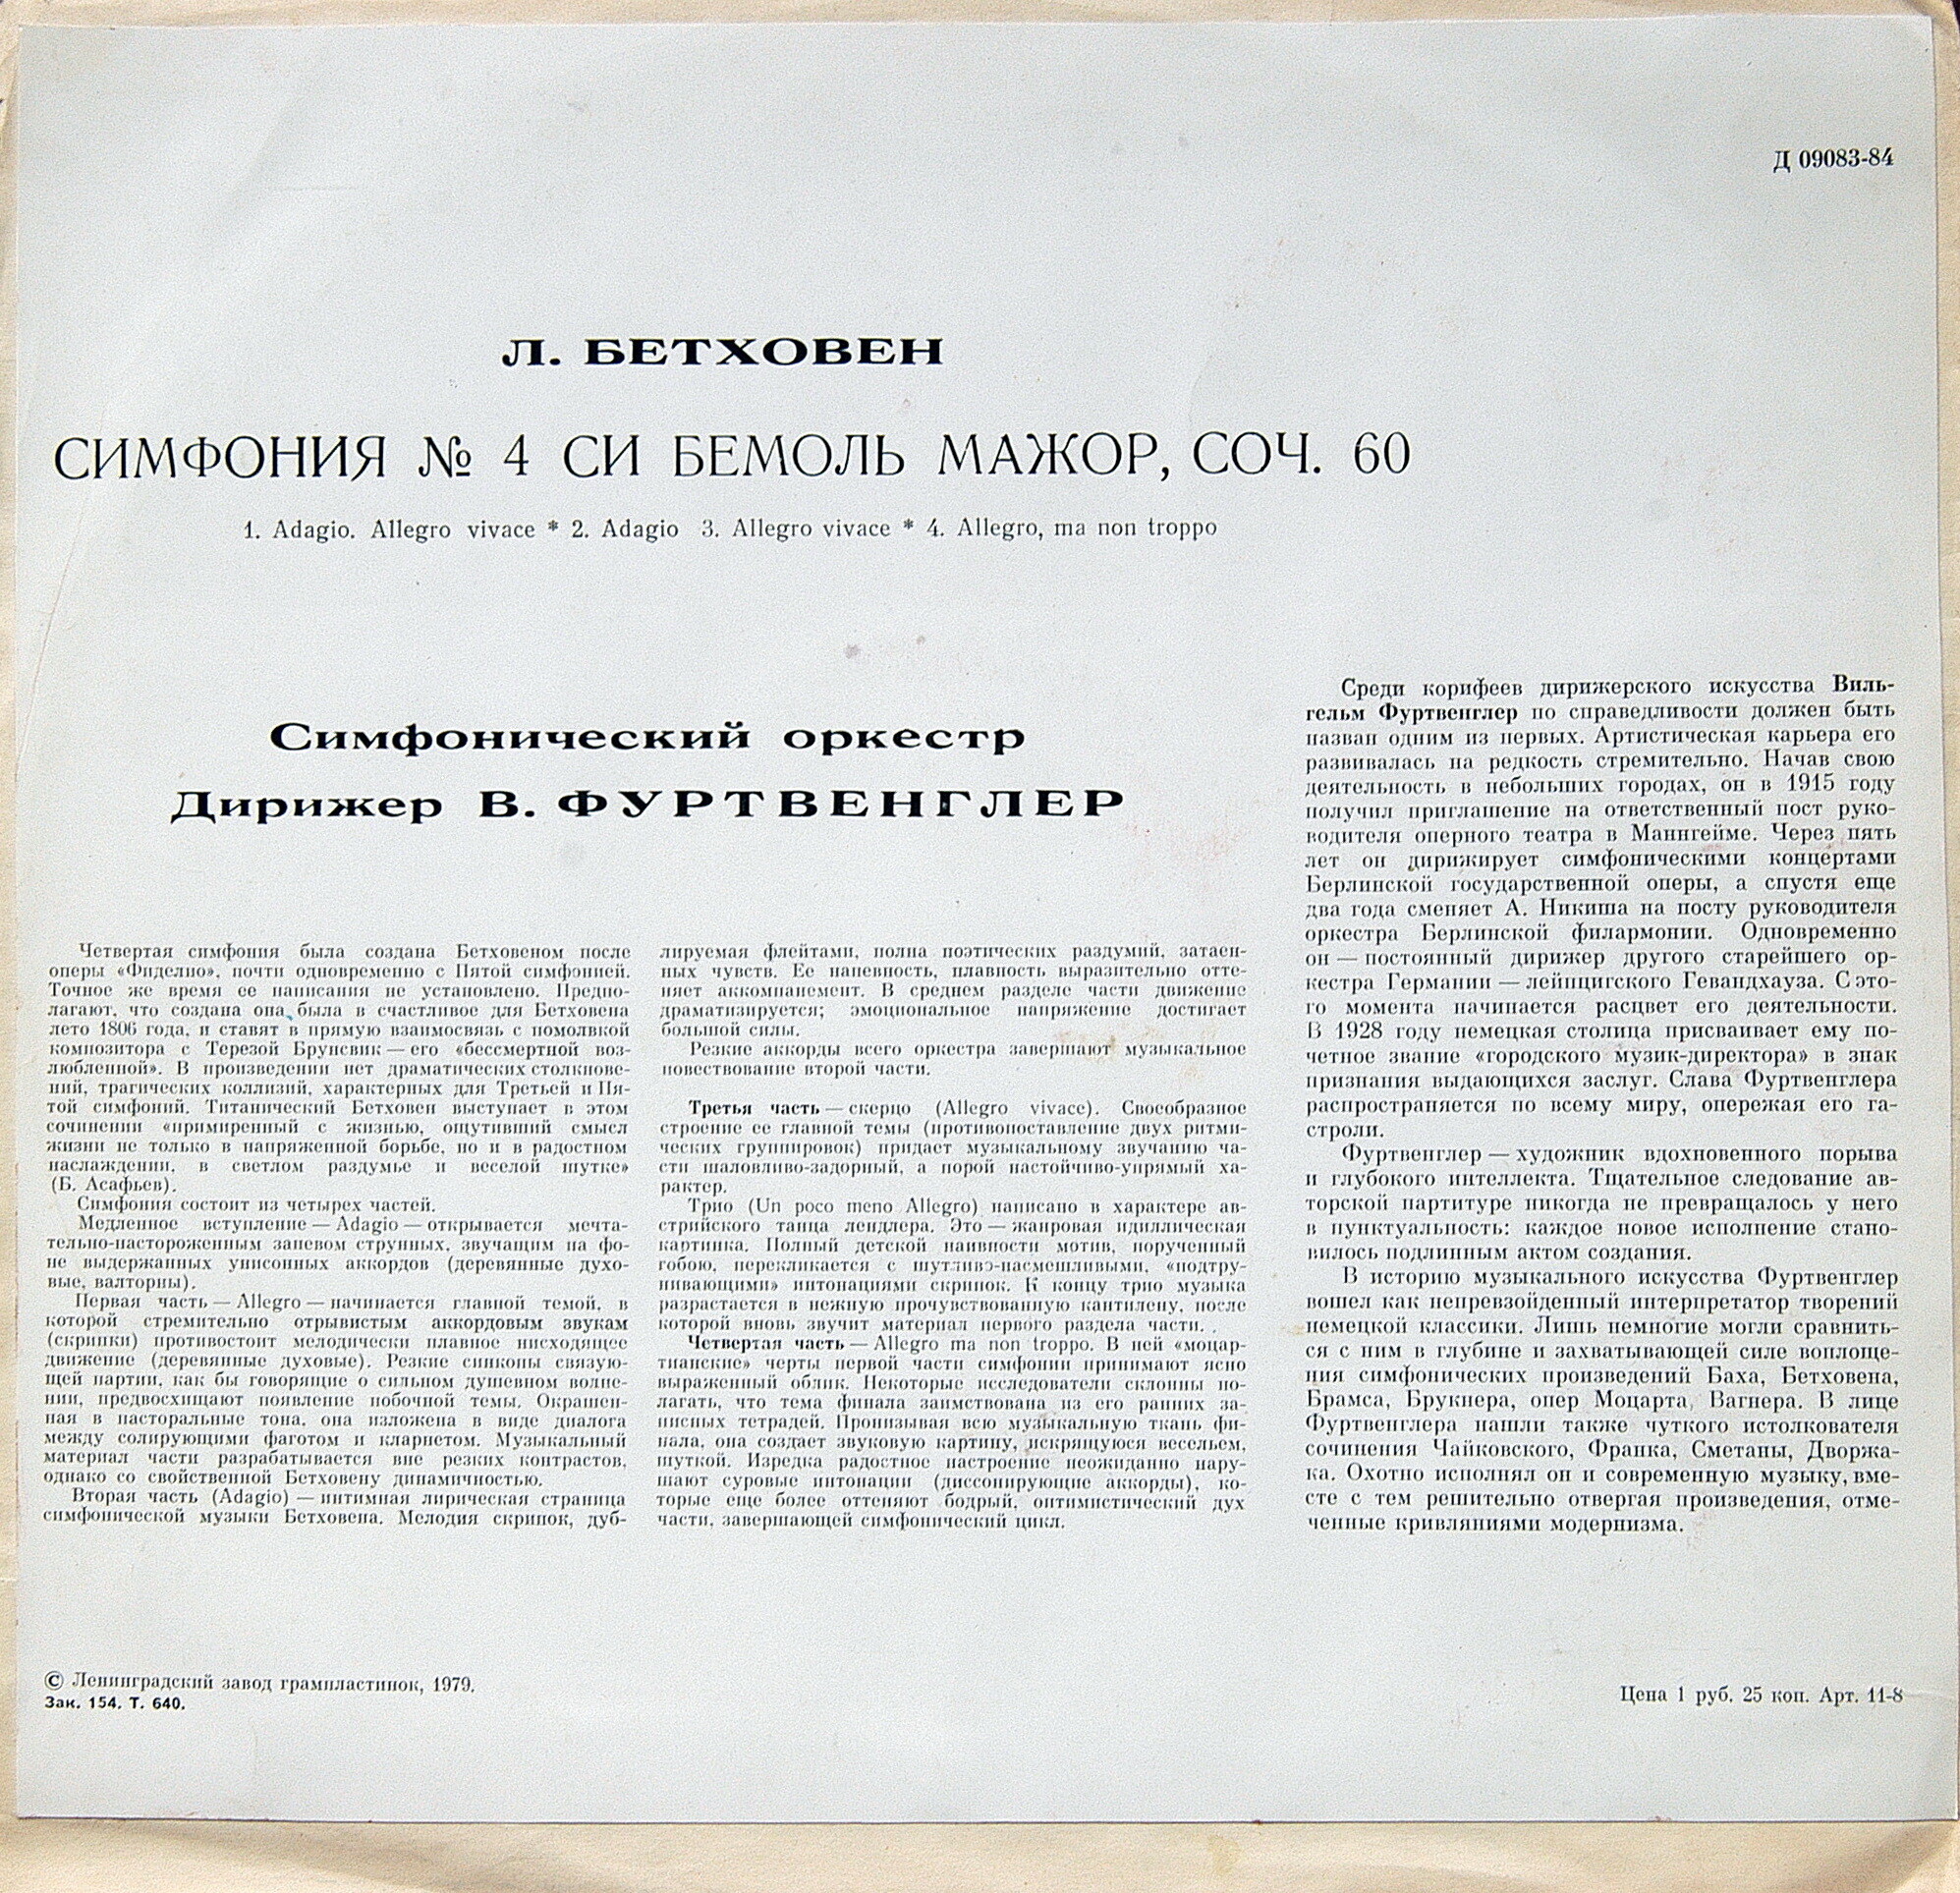 Д 09083-84
Л. БЕТХОВЕН
СИМФОНИЯ № 4 СИ БЕМОЛЬ МАЖОР, СОЧ. 60
1. Adagio. Allegro vivace * 2. Adagio 3. Allegro vivace * 4. Allegro, ma non troppo
Симфонический оркестр
Дирижер В. ФУРТВЕНГЛЕР
Четвертая симфония была создана Бетховеном после
оперы «Фиделио», почти одновременно с Пятой симфонией.
Точное же время ее написания не установлено. Предпо-
лагают, что создана она была в счастливое для Бетховена
лето 1806 года, и ставят в прямую взаимосвязь с помолвкой
композитора с Терезой Брунсвик — его «бессмертной воз-
любленной». В произведении нет драматических столкнове-
ний, трагических коллизий, характерных для Третьей и Пя-
той симфоний. Титанический Бетховен выступает в этом
сочинении «примиренный с жизнью, ощутивший смысл
жизни не только в напряженной борьбе, но и в радостном
наслаждении, в светлом раздумье и веселой шутке»
(Б. Асафьев).
Симфония состоит из четырех частей.
Медленное вступление — Adagio — открывается мечта-
тельно-настороженным запевом струнных, звучащим на фо-
не выдержанных унисонных аккордов (деревянные духо-
вые, валторны).
Первая часть — Allegro — начинается главной темой, в
которой стремительно отрывистым аккордовым звукам
(скрипки) противостоит мелодически плавное нисходящее
движение (деревянные духовые). Резкие синкопы связую-
щей партии, как бы говорящие о сильном душевном волне-
нии, предвосхищают появление побочной темы. Окрашен-
ная в пасторальные тона, она изложена в виде диалога
между солирующими фаготом и кларнетом. Музыкальный
материал части разрабатывается вне резких контрастов,
однако со свойственной Бетховену динамичностью.
Вторая часть (Adagio) — интимная лирическая страница
симфонической музыки Бетховена. Мелодия скрипок, дуб-
лируемая флейтами, полна поэтических раздумий, затаен-
ных чувств. Ее напевность, плавность выразительно отте-
няет аккомпанемент. В среднем разделе части движение
драматизируется; эмоциональное напряжение достигает
большой силы.
Резкие аккорды всего оркестра завершают музыкальное
повествование второй части.
Третья часть — скерцо (Allegro vivace). Своеобразное
строение ее главной темы (противопоставление двух ритми-
ческих группировок) придает музыкальному звучанию ча-
сти шаловливо-задорный, а порой настойчиво-упрямый ха-
рактер.
Трио (Un poco meno Allegro) написано в характере ав-
стрийского танца лендлера. Это — жанровая идиллическая
картинка. Полный детской наивности мотив, порученный
гобою, перекликается с шутливо-насмешливыми, «подтру-
нивающими» интонациями скрипок. К концу трио музыка
разрастается в нежную прочувствованную кантилену, после
которой вновь звучит материал первого раздела части.
Четвертая часть — Allegro ma non troppo. В ней «моцар-
тианские» черты первой части симфонии принимают ясно
выраженный облик. Некоторые исследователи склонны по-
лагать, что тема финала заимствована из его ранних за-
писных тетрадей. Пронизывая всю музыкальную ткань фи-
нала, она создает звуковую картину, искрящуюся весельем,
шуткой. Изредка радостное настроение неожиданно нару-
шают суровые интонации (диссонирующие аккорды), ко-
торые еще более оттеняют бодрый, оптимистический дух
части, завершающей симфонический цикл.
Среди корифеев дирижерского искусства Виль-
гельм Фуртвенглер по справедливости должен быть
назван одним из первых. Артистическая карьера его
развивалась на редкость стремительно. Начав свою
деятельность в небольших городах, он в 1915 году
получил приглашение на ответственный пост руко-
водителя оперного театра в Маннгейме. Через пять
лет он дирижирует симфоническими концертами
Берлинской государственной оперы, а спустя еще
два года сменяет А. Никиша на посту руководителя
оркестра Берлинской филармонии. Одновременно
он — постоянный дирижер другого старейшего ор-
кестра Германии — лейпцигского Гевандхауза. С это-
го момента начинается расцвет его деятельности.
В 1928 году немецкая столица присваивает ему по-
четное звание «городского музик-директора» в знак
признания выдающихся заслуг. Слава Фуртвенглера
распространяется по всему миру, опережая его га-
строли.
Фуртвенглер — художник вдохновенного порыва
и глубокого интеллекта. Тщательное следование ав-
торской партитуре никогда не превращалось у него
в пунктуальность: каждое новое исполнение стано-
вилось подлинным актом создания.
В историю музыкального искусства Фуртвенглер
вошел как непревзойденный интерпретатор творений
немецкой классики. Лишь немногие могли сравнить-
ся с ним в глубине и захватывающей силе воплоще-
ния симфонических произведений Баха, Бетховена,
Брамса, Брукнера, опер Моцарта, Вагнера. В лице
Фуртвенглера нашли также чуткого истолкователя
сочинения Чайковского, Франка, Сметаны, Дворжа-
ка. Охотно исполнял он и современную музыку, вме-
сте с тем решительно отвергая произведения, отме-
ченные кривляниями модернизма.
© Ленинградский завод грампластинок, 1979.
Зак. 154. Т. 640.
Цена 1 руб. 25 коп. Арт. 11-8